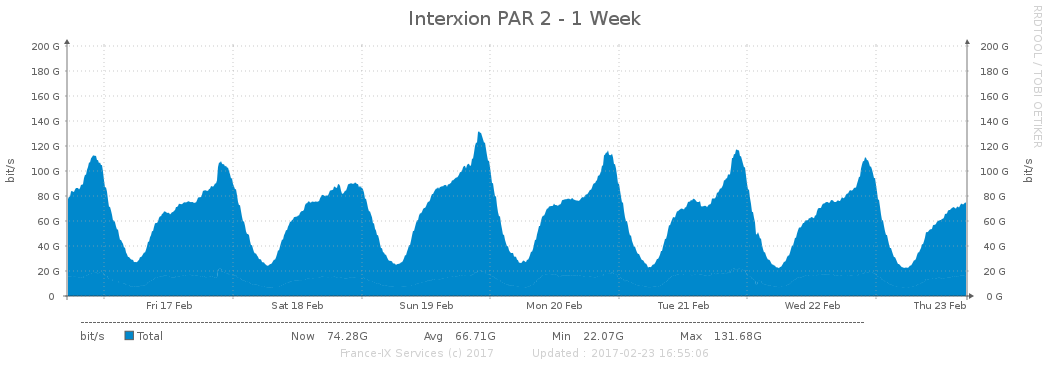 Interxion PAR 2 - 1 Week
RRDTOOL / TOBI OETIKER
bit/s
200 G 200 G
180 G 180 G
160 G 160 G
140 G 140 G
120 G 120 G
100 G 100 G
80 G 80 G
60 G 60 G
40 G 40 G
20 G 20 G
0 0 G
bit/s
Fri 17 Feb Sat 18 Feb Sun 19 Feb Mon 20 Feb Tue 21 Feb Wed 22 Feb Thu 23 Feb
bit/s Total Now 74.28G Avg 66.71G Min 22.07G Max 131.68G
France-IX Services (c) 2017 Updated : 2017-02-23 16:55:06